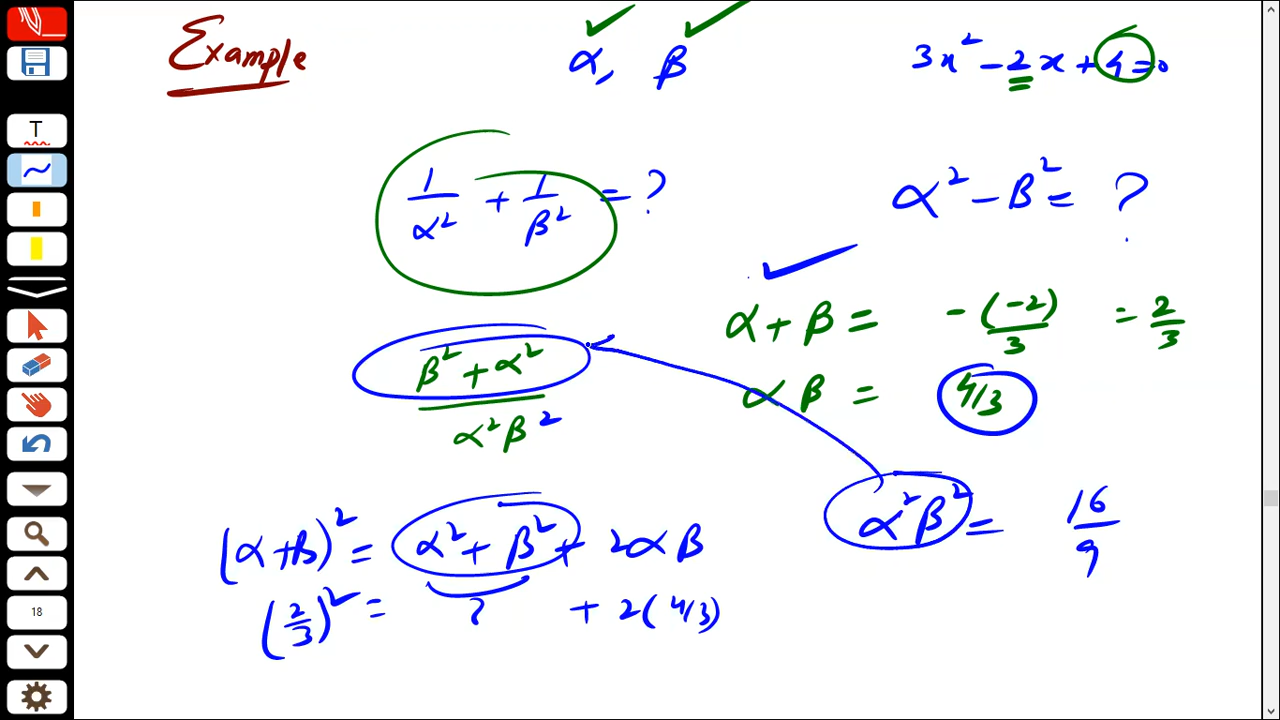 Example α, β 3x² - 2x + 4 = 0
T
1/α² + 1/β² = ? α² - β² = ?
α + β = -(-2)/3 = 2/3
β² + α² / α²β²
αβ = 4/3
α²β² = 16/9
(α+β)² = α² + β² + 2αβ
(2/3)² = ? + 2(4/3)
18